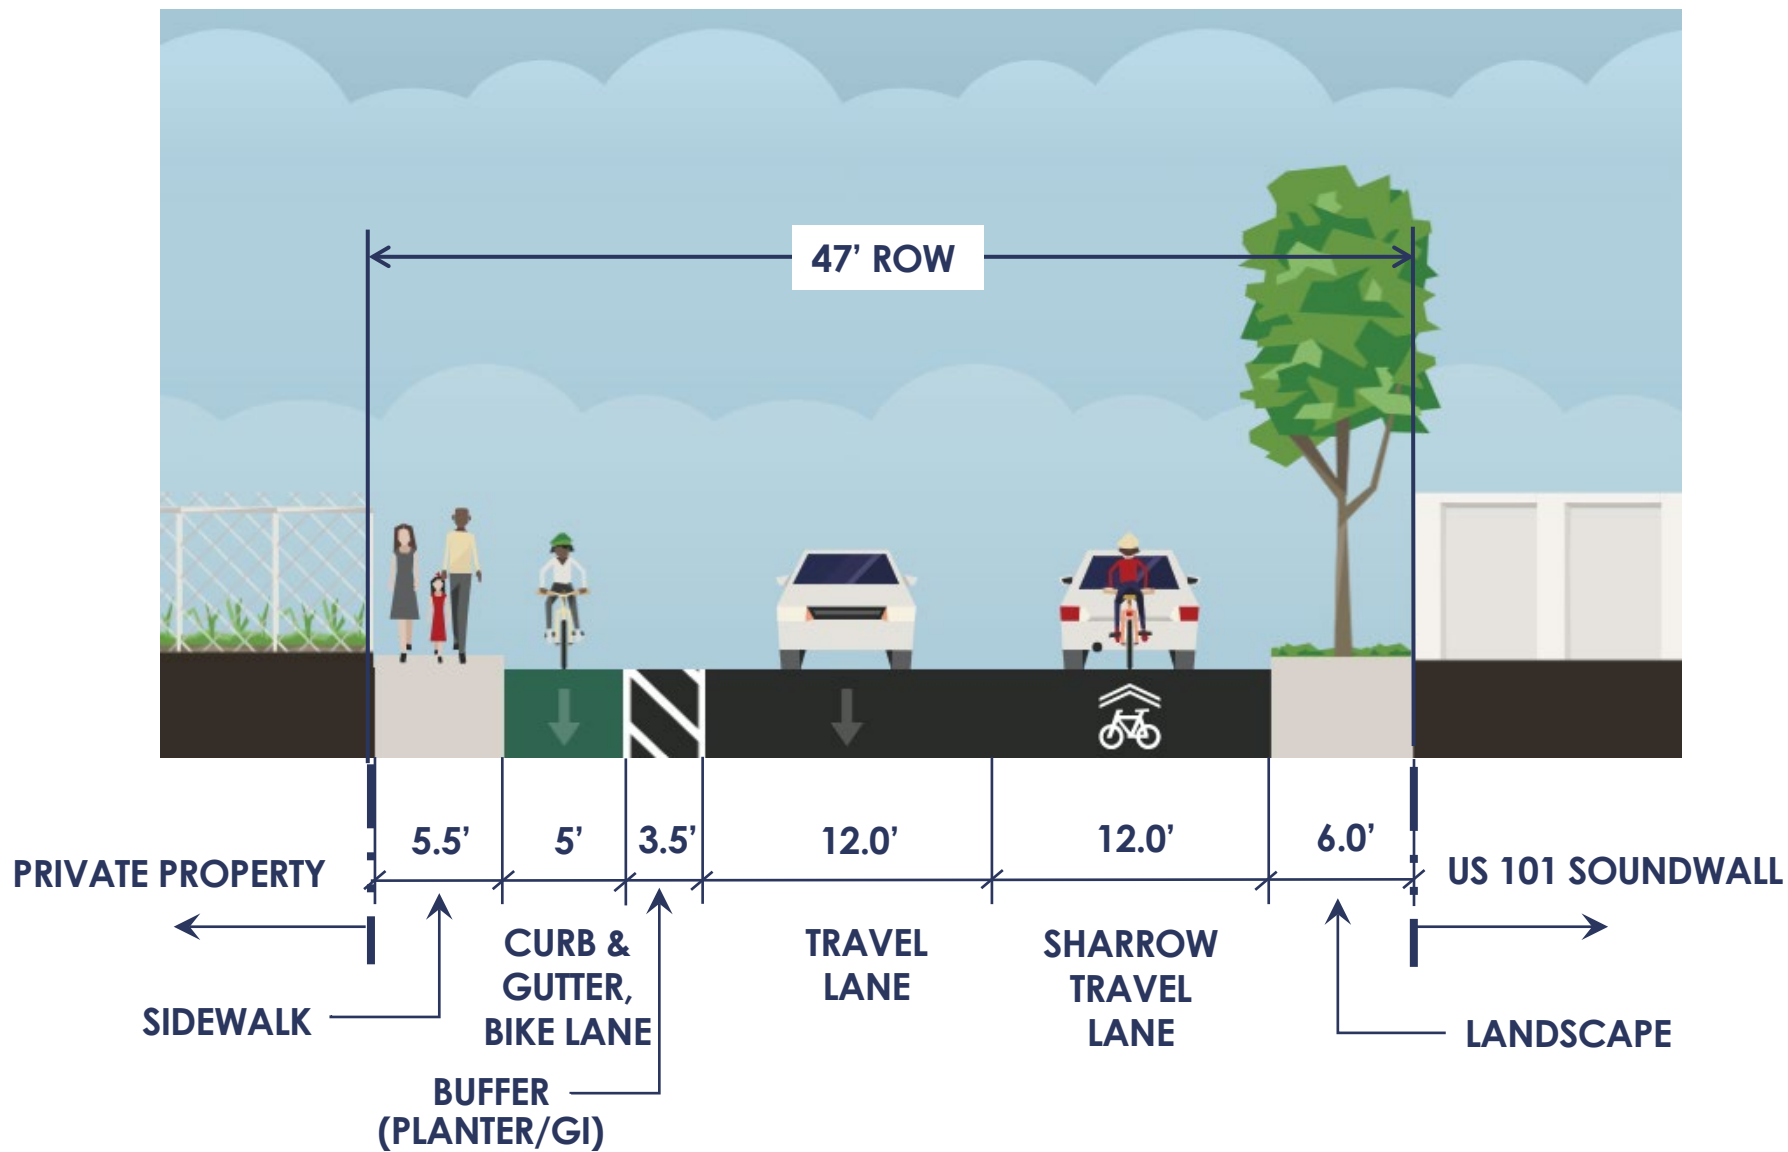 47’ ROW
5.5’
5’
3.5’
12.0’
12.0’
6.0’
PRIVATE PROPERTY
US 101 SOUNDWALL
SIDEWALK
CURB &
GUTTER,
BIKE LANE
BUFFER
(PLANTER/GI)
TRAVEL
LANE
SHARROW
TRAVEL
LANE
LANDSCAPE